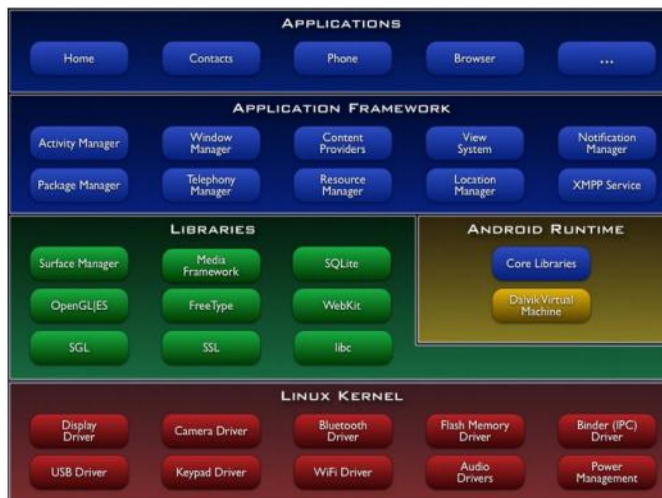 APPLICATIONS
Home
Contacts
Phone
Browser
...
APPLICATION FRAMEWORK
Activity Manager
Window
Manager
Content
Providers
View
System
Notification
Manager
Package Manager
Telephony
Manager
Resource
Manager
Location
Manager
XMPP Service
LIBRARIES
Surface Manager
Media
Framework
SQLite
OpenGL|ES
FreeType
WebKit
SGL
SSL
libc
ANDROID RUNTIME
Core Libraries
Dalvik Virtual
Machine
LINUX KERNEL
Display
Driver
Camera Driver
Bluetooth
Driver
Flash Memory
Driver
Binder (IPC)
Driver
USB Driver
Keypad Driver
WiFi Driver
Audio
Drivers
Power
Management